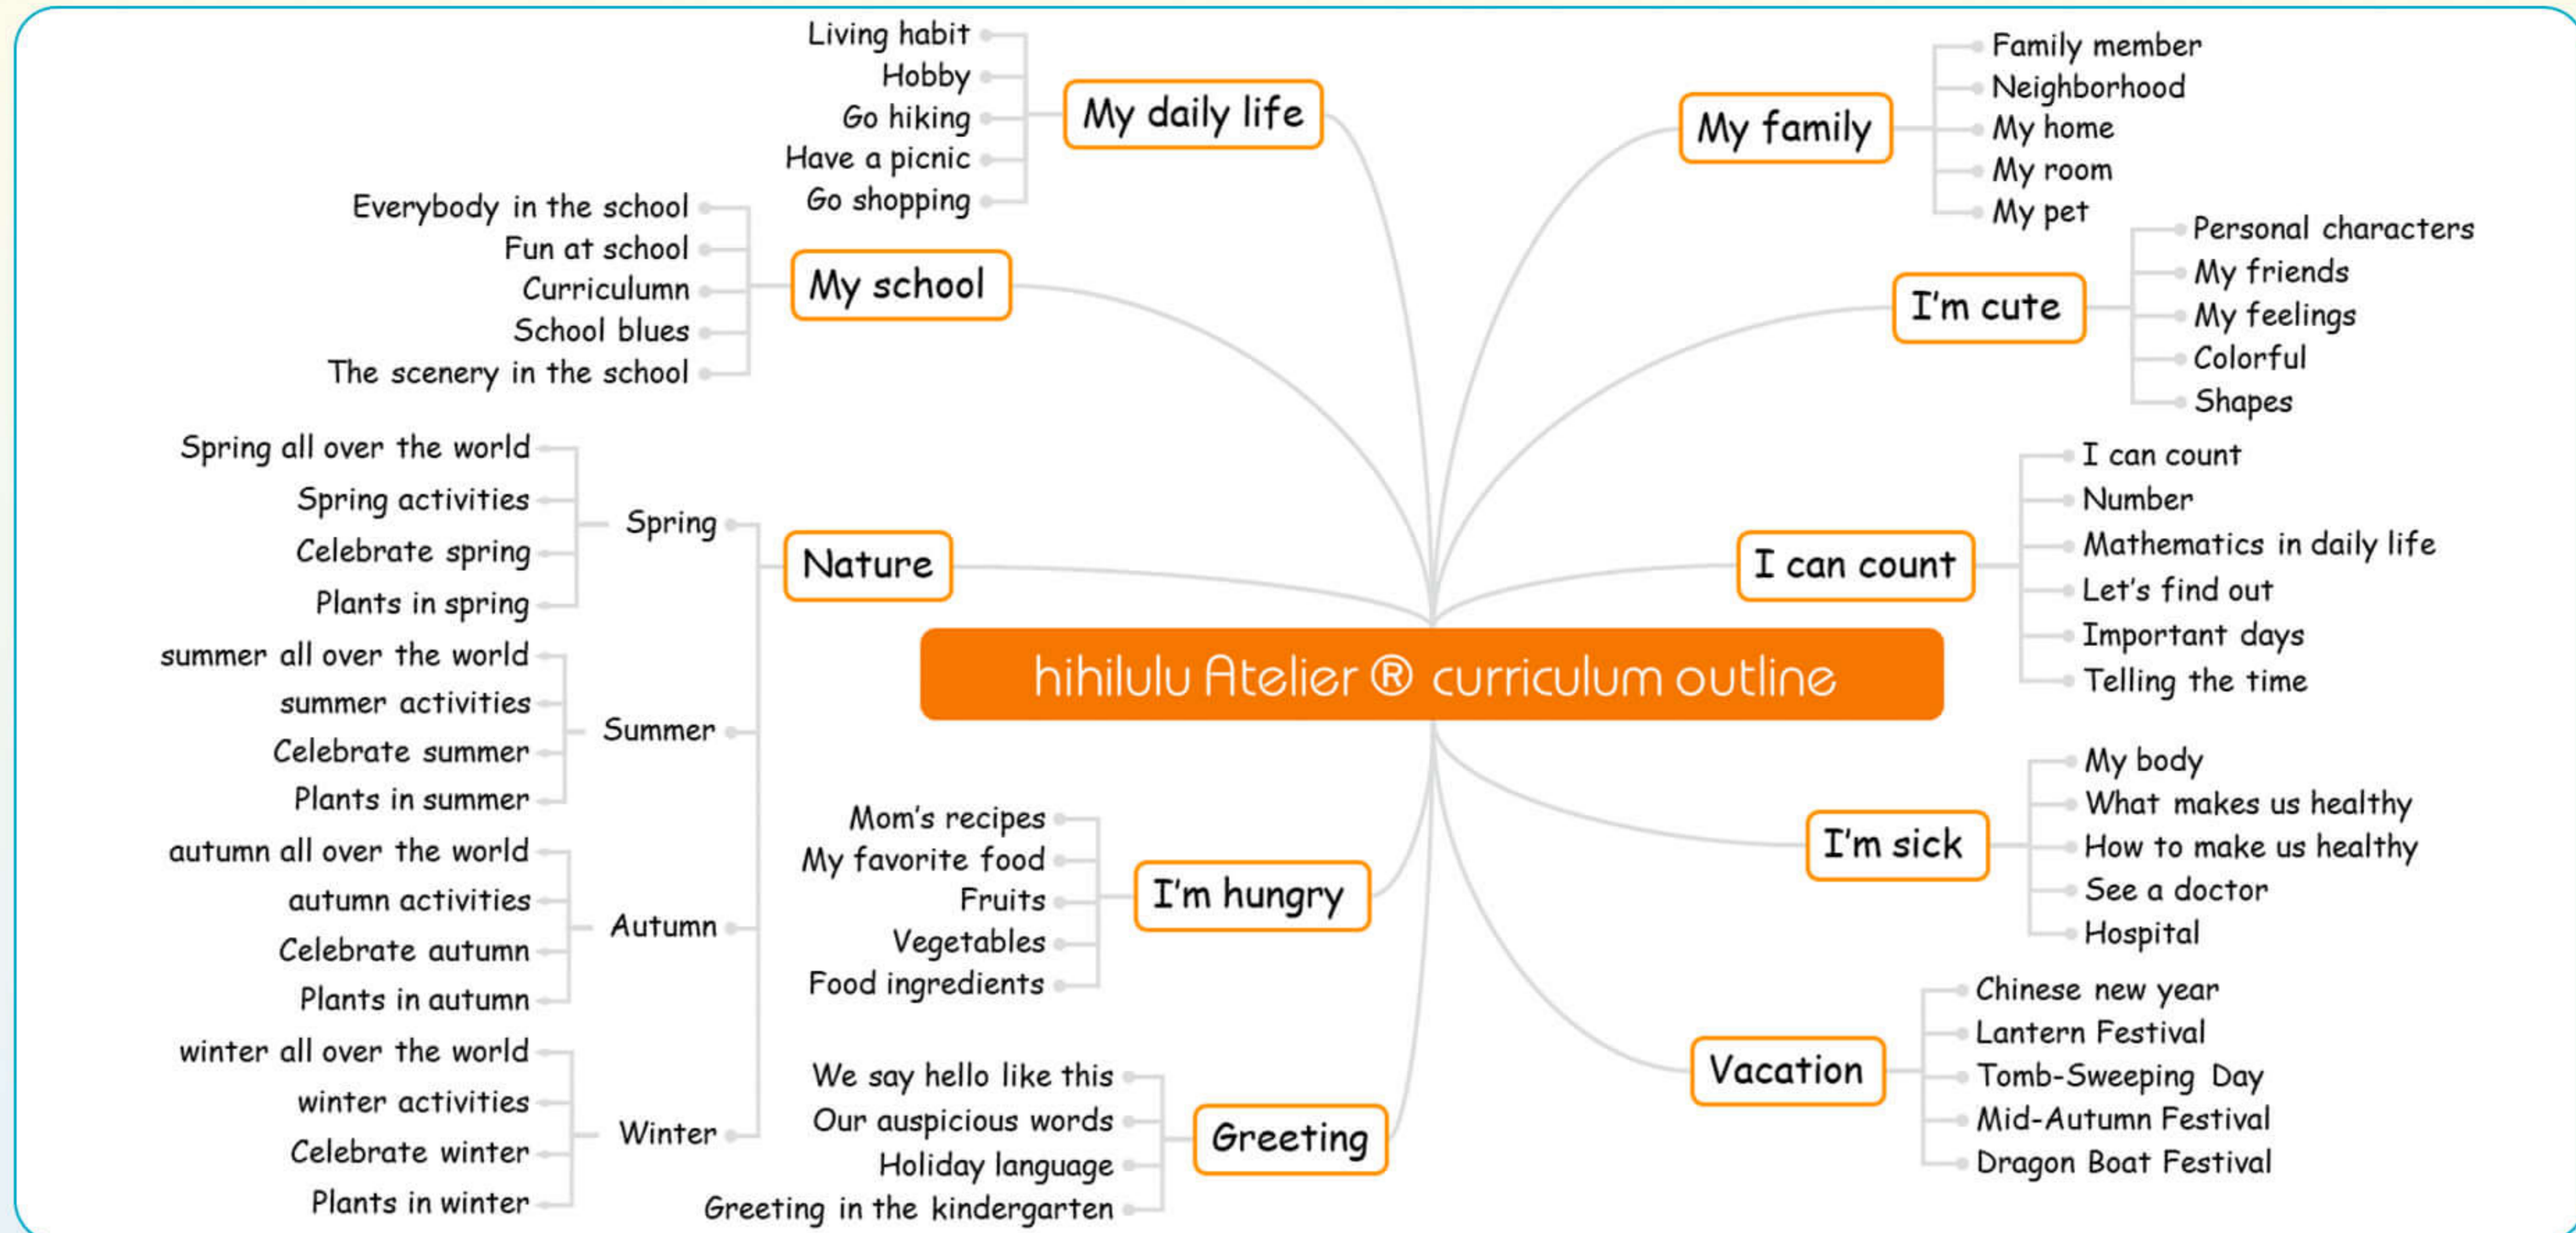 hihilulu Atelier ® curriculum outline
My daily life
Living habit
Hobby
Go hiking
Have a picnic
Go shopping
My school
Everybody in the school
Fun at school
Curriculumn
School blues
The scenery in the school
Nature
Spring
Spring all over the world
Spring activities
Celebrate spring
Plants in spring
Summer
summer all over the world
summer activities
Celebrate summer
Plants in summer
Autumn
autumn all over the world
autumn activities
Celebrate autumn
Plants in autumn
Winter
winter all over the world
winter activities
Celebrate winter
Plants in winter
I'm hungry
Mom's recipes
My favorite food
Fruits
Vegetables
Food ingredients
Greeting
We say hello like this
Our auspicious words
Holiday language
Greeting in the kindergarten
My family
Family member
Neighborhood
My home
My room
My pet
I'm cute
Personal characters
My friends
My feelings
Colorful
Shapes
I can count
I can count
Number
Mathematics in daily life
Let's find out
Important days
Telling the time
I'm sick
My body
What makes us healthy
How to make us healthy
See a doctor
Hospital
Vacation
Chinese new year
Lantern Festival
Tomb-Sweeping Day
Mid-Autumn Festival
Dragon Boat Festival